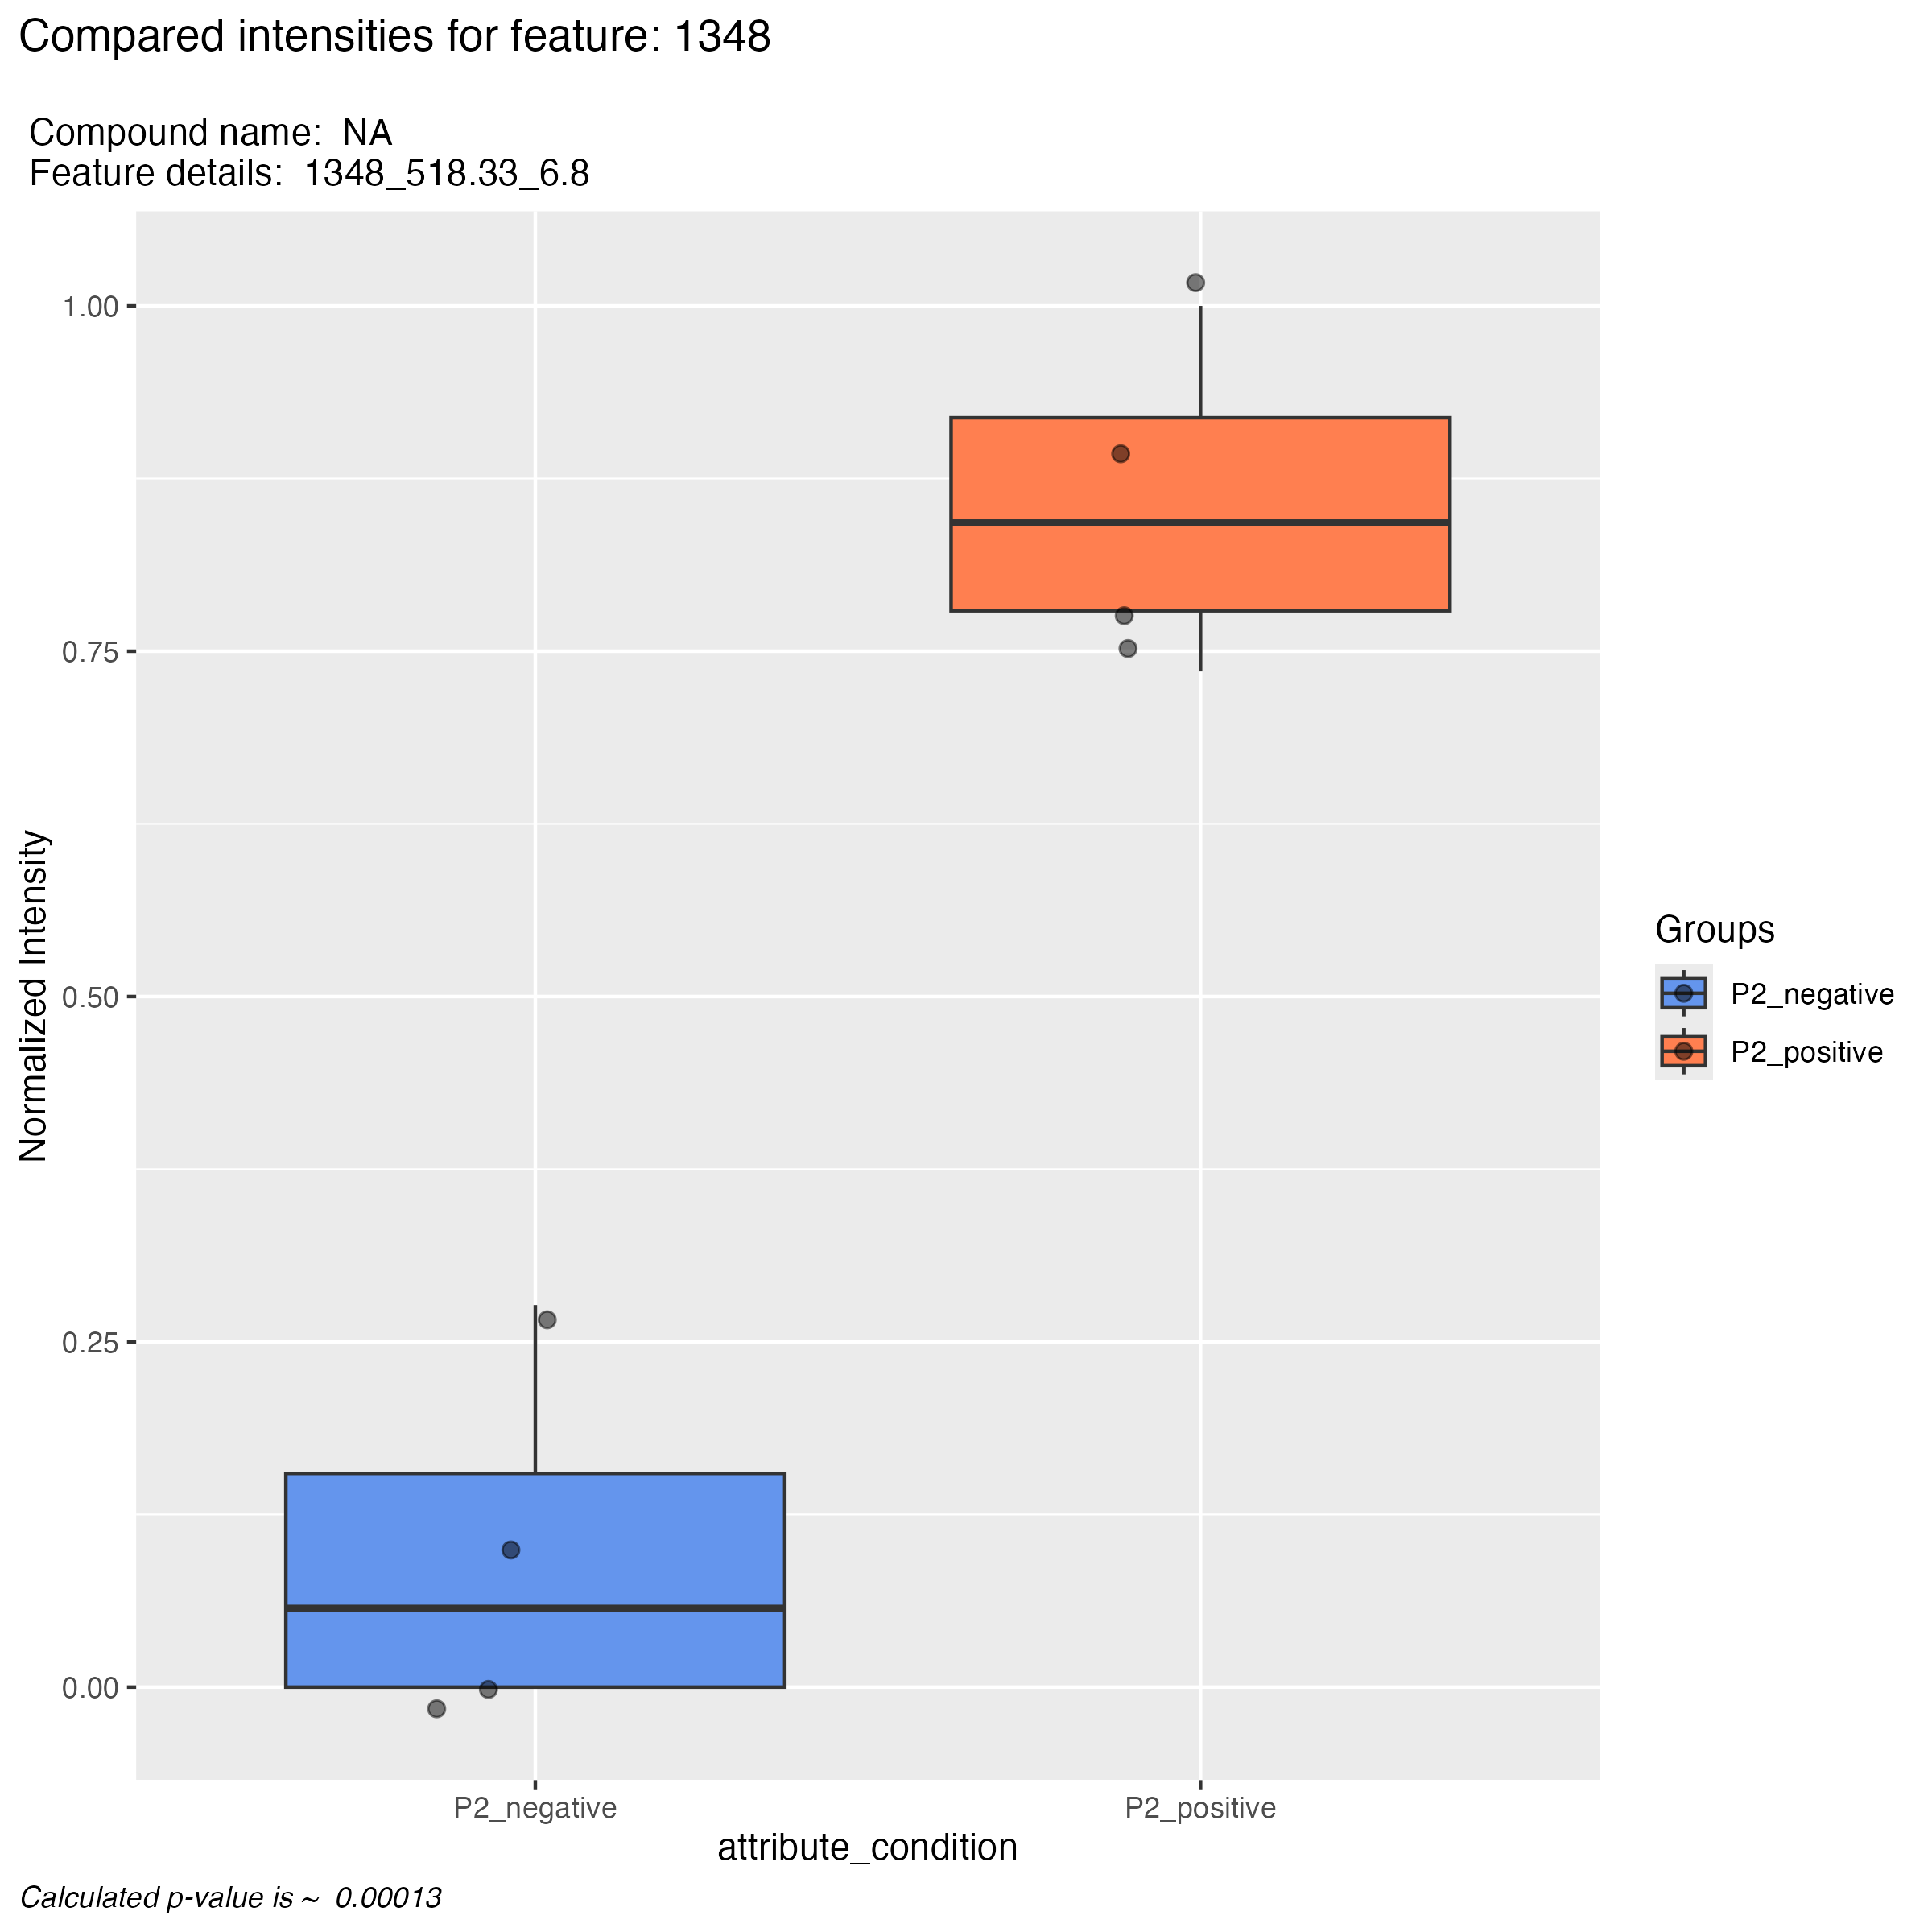 Compared intensities for feature: 1348
Compound name:  NA
Feature details:  1348_518.33_6.8
1.00
0.75
0.50
0.25
0.00
Normalized Intensity
P2_negative
P2_positive
attribute_condition
Groups
P2_negative
P2_positive
Calculated p-value is ~  0.00013